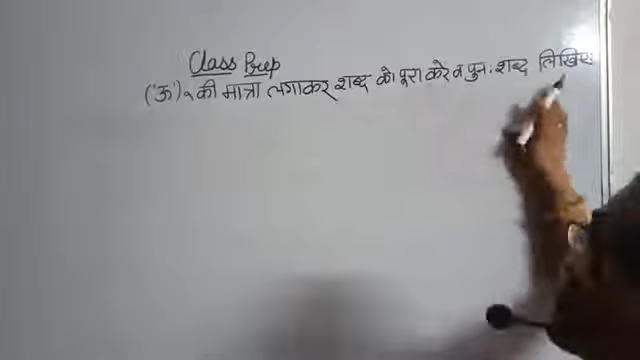 Class Prep
('ऊ') ू की मात्रा लगाकर शब्द को पूरा करे व पुनः शब्द लिखिए: